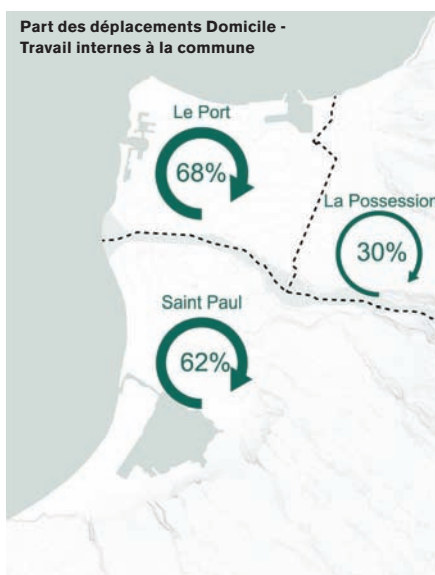 Part des déplacements Domicile -
Travail internes à la commune
Le Port
68%
La Possession
30%
Saint Paul
62%